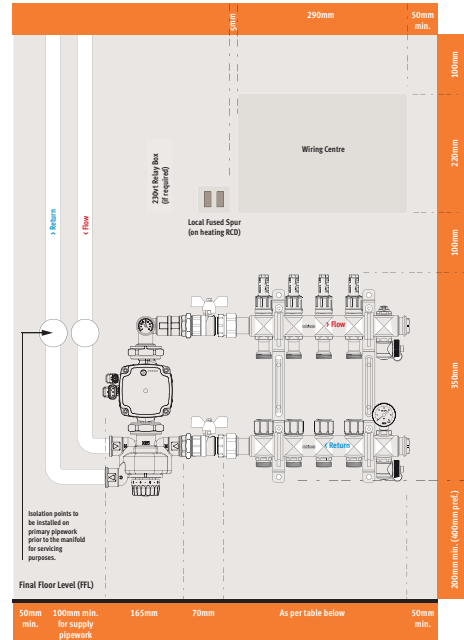 5mm
290mm
50mm
min.
100mm
220mm
100mm
350mm
200mm min. (400mm pref.)
Wiring Centre
230vt Relay Box
(if required)
Local Fused Spur
(on heating RCD)
> Return
< Flow
> Flow
< Return
Isolation points to
be installed on
primary pipework
prior to the manifold
for servicing
purposes.
Final Floor Level (FFL)
50mm
min.
100mm min.
for supply
pipework
165mm
70mm
As per table below
50mm
min.